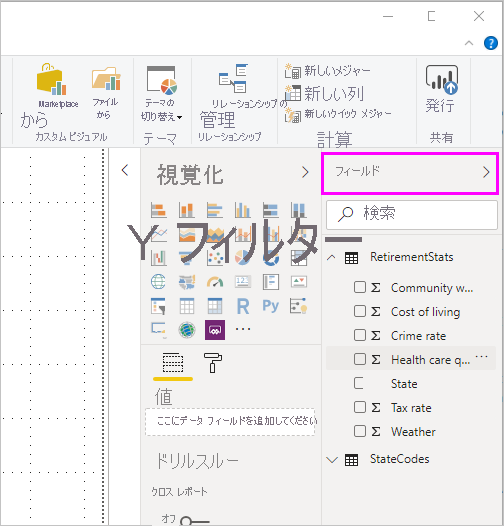 Marketplace
から
ファイル
から
カスタム ビジュアル
テーマの
切り替え
テーマ
リレーションシップ の
管理
リレーションシップ
新しいメジャー
新しい列
新しいクイック メジャー
計算
発行
共有
視覚化
フィールド
検索
Y フィルター
RetirementStats
Community w...
Cost of living
Crime rate
Health care q...
State
Tax rate
Weather
StateCodes
R
Py
値
ここにデータ フィールドを追加してください
ドリルスルー
クロス レポート
オフ